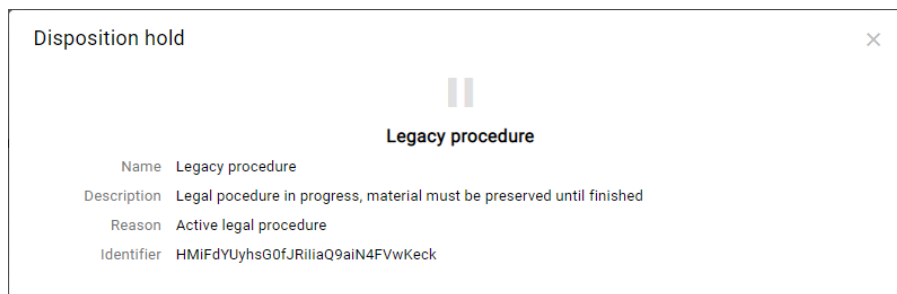 Disposition hold
Legacy procedure
Name Legacy procedure
Description Legal pocedure in progress, material must be preserved until finished
Reason Active legal procedure
Identifier HMiFdYUyhsG0fJRiIiaQ9aiN4FVwKeck